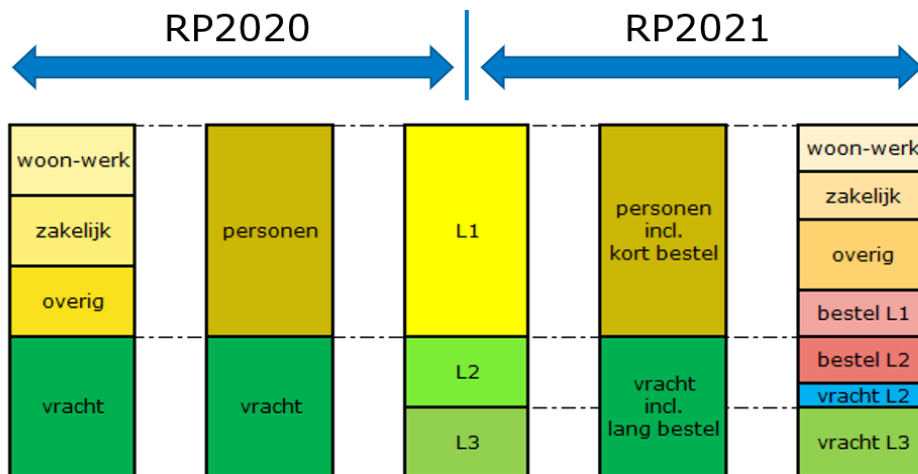 RP2020
RP2021
woon-werk
zakelijk
overig
vracht
personen
vracht
L1
L2
L3
personen
incl.
kort bestel
vracht
incl.
lang bestel
woon-werk
zakelijk
overig
bestel L1
bestel L2
vracht L2
vracht L3